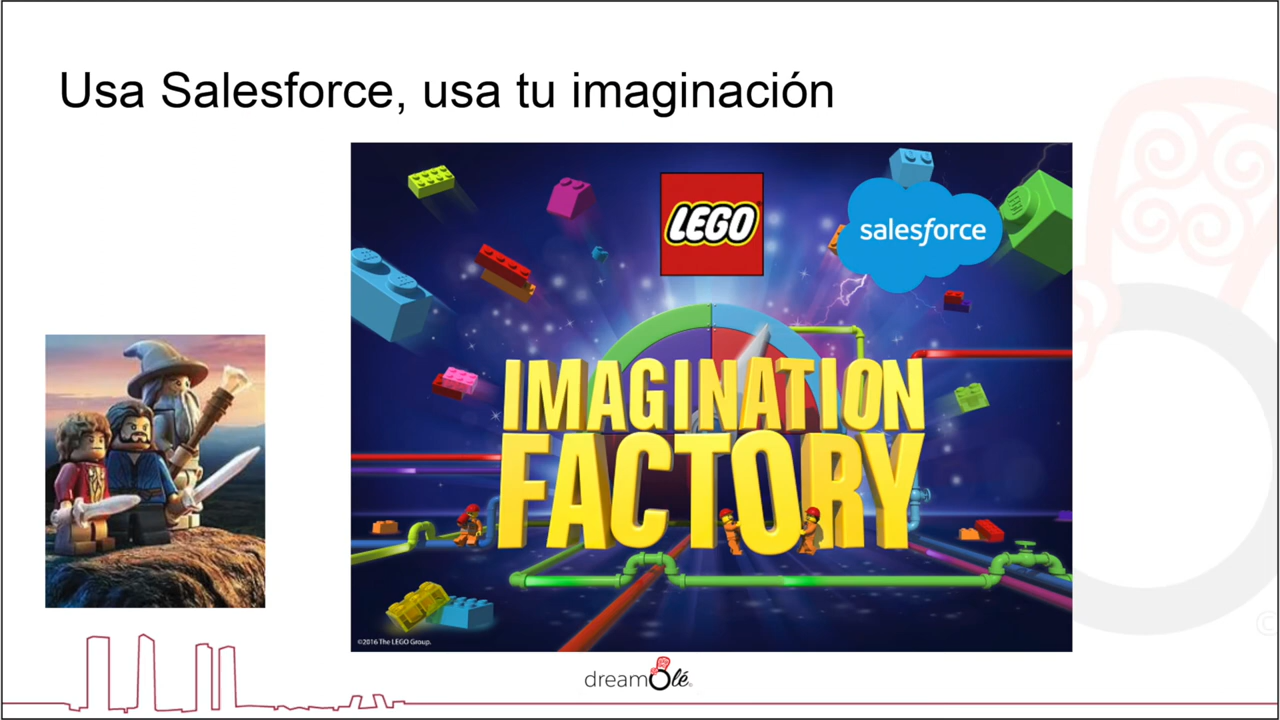 Usa Salesforce, usa tu imaginación
LEGO
salesforce
IMAGINATION
FACTORY
©2016 The LEGO Group.
dreamOlé